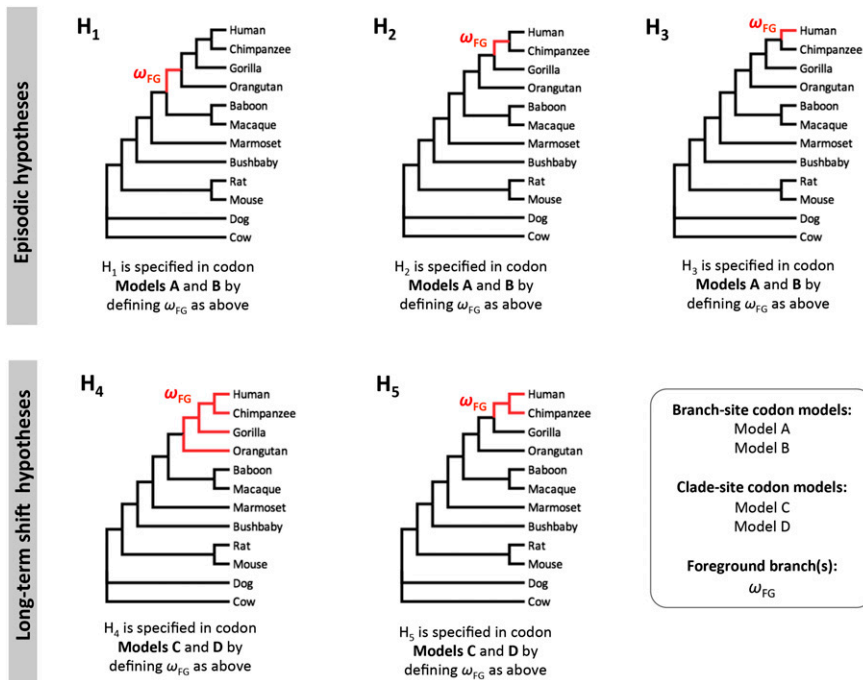 Episodic hypotheses
H1
ωFG
Human
Chimpanzee
Gorilla
Orangutan
Baboon
Macaque
Marmoset
Bushbaby
Rat
Mouse
Dog
Cow
H1 is specified in codon
Models A and B by
defining ωFG as above
H2
ωFG
Human
Chimpanzee
Gorilla
Orangutan
Baboon
Macaque
Marmoset
Bushbaby
Rat
Mouse
Dog
Cow
H2 is specified in codon
Models A and B by
defining ωFG as above
H3
ωFG
Human
Chimpanzee
Gorilla
Orangutan
Baboon
Macaque
Marmoset
Bushbaby
Rat
Mouse
Dog
Cow
H3 is specified in codon
Models A and B by
defining ωFG as above
Long-term shift hypotheses
H4
ωFG
Human
Chimpanzee
Gorilla
Orangutan
Baboon
Macaque
Marmoset
Bushbaby
Rat
Mouse
Dog
Cow
H4 is specified in codon
Models C and D by
defining ωFG as above
H5
ωFG
Human
Chimpanzee
Gorilla
Orangutan
Baboon
Macaque
Marmoset
Bushbaby
Rat
Mouse
Dog
Cow
H5 is specified in codon
Models C and D by
defining ωFG as above
Branch-site codon models:
Model A
Model B
Clade-site codon models:
Model C
Model D
Foreground branch(s):
ωFG